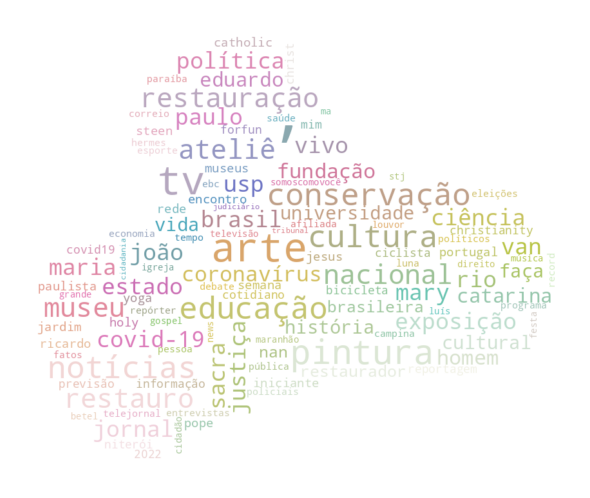 catholic
política
christ
paraíba
eduardo
restauração
correio
paulo
saúde
ma
steen
forfun
,
mim
hermes
ateliê
vivo
esporte
museus
fundação
stj
tv
ebc
usp
somoscomovocê
conservação
eleições
encontro
judiciário
rede
brasil
universidade
ciência
vida
afiliada
louvor
christianity
economia
tempo
televisão
tribunal
arte
cultura
políticos
covid19
joão
igreja
jesus
ciclista
portugal
van
música
maria
cidadania
coronavírus
debate
semana
luna
direito
nacional
rio
faça
record
paulista
estado
yoga
cotidiano
bicicleta
mary
catarina
grande
museu
repórter
educação
brasileira
programa
holy
gospel
luís
festa
jardim
news
história
campina
exposição
ricardo
covid-19
sacra
justiça
maranhão
cultural
fatos
pessoa
nan
pintura
homem
notícias
pública
restaurador
reportagem
previsão
informação
iniciante
policiais
restauro
betel
telejornal
entrevistas
jornal
cidadão
pope
niterói
2022